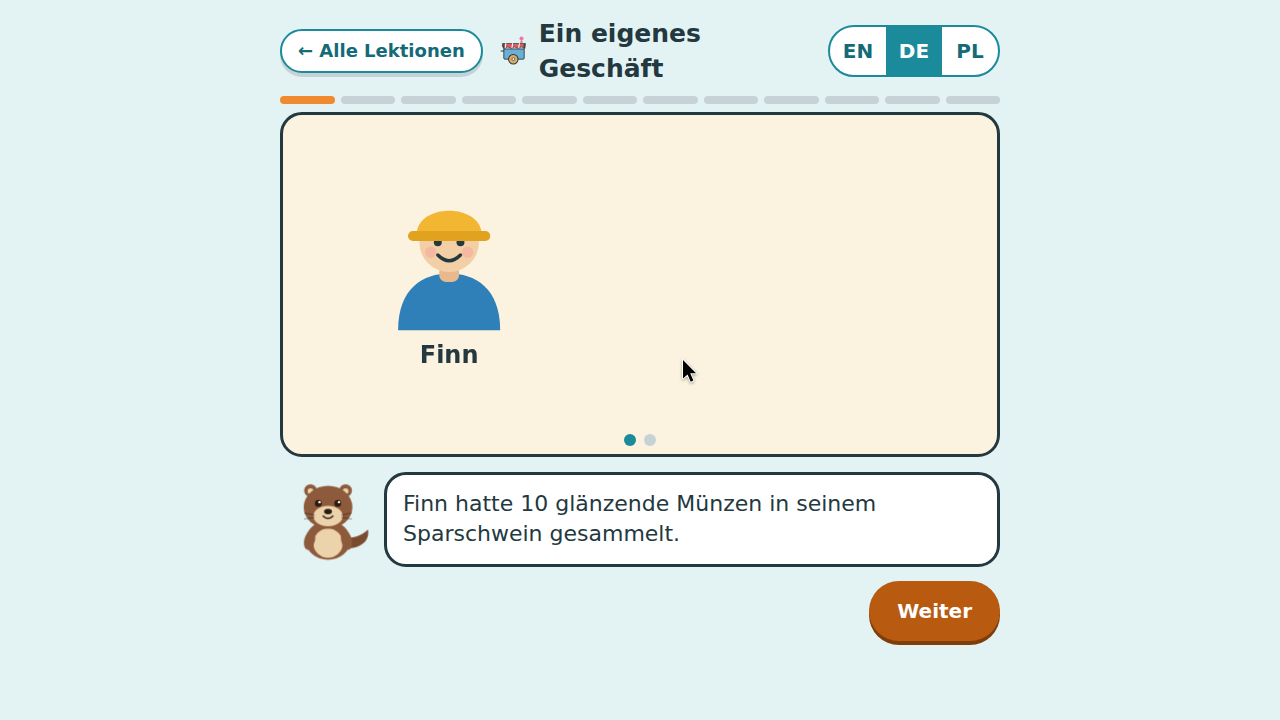 ← Alle Lektionen
Ein eigenes
Geschäft
EN DE PL
Finn
Finn hatte 10 glänzende Münzen in seinem
Sparschwein gesammelt.
Weiter